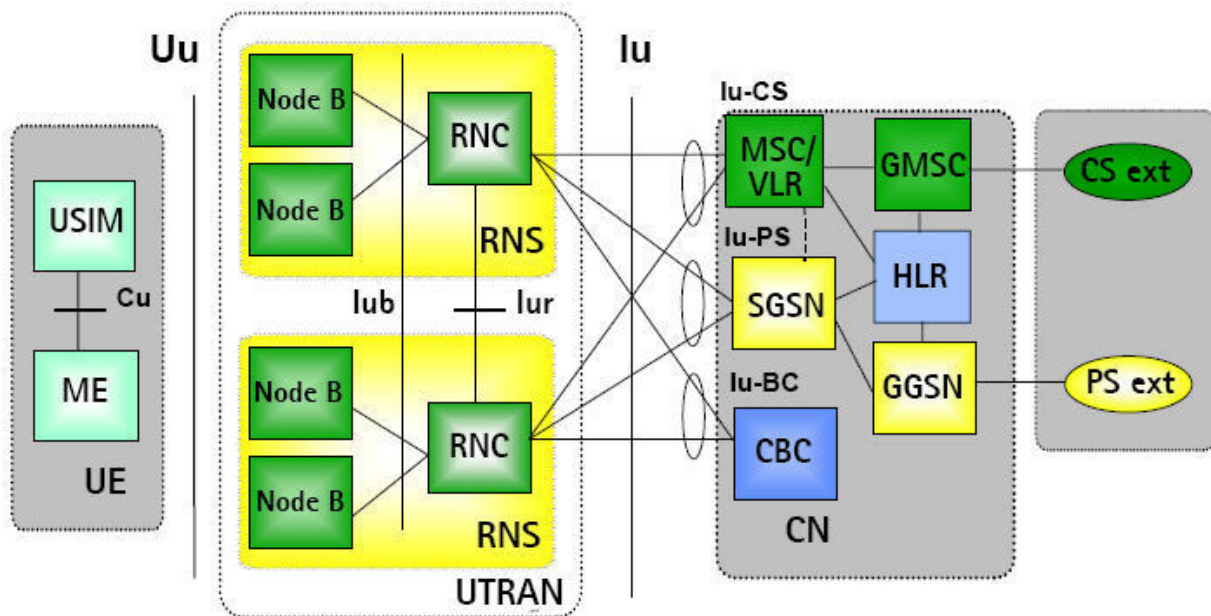 Uu
Iu
Iu-CS
Node B
RNC
Node B
RNS
MSC/
VLR
GMSC
CS ext
USIM
Cu
ME
UE
Iub
Iur
Iu-PS
SGSN
HLR
Iu-BC
GGSN
PS ext
Node B
RNC
Node B
RNS
CBC
CN
UTRAN